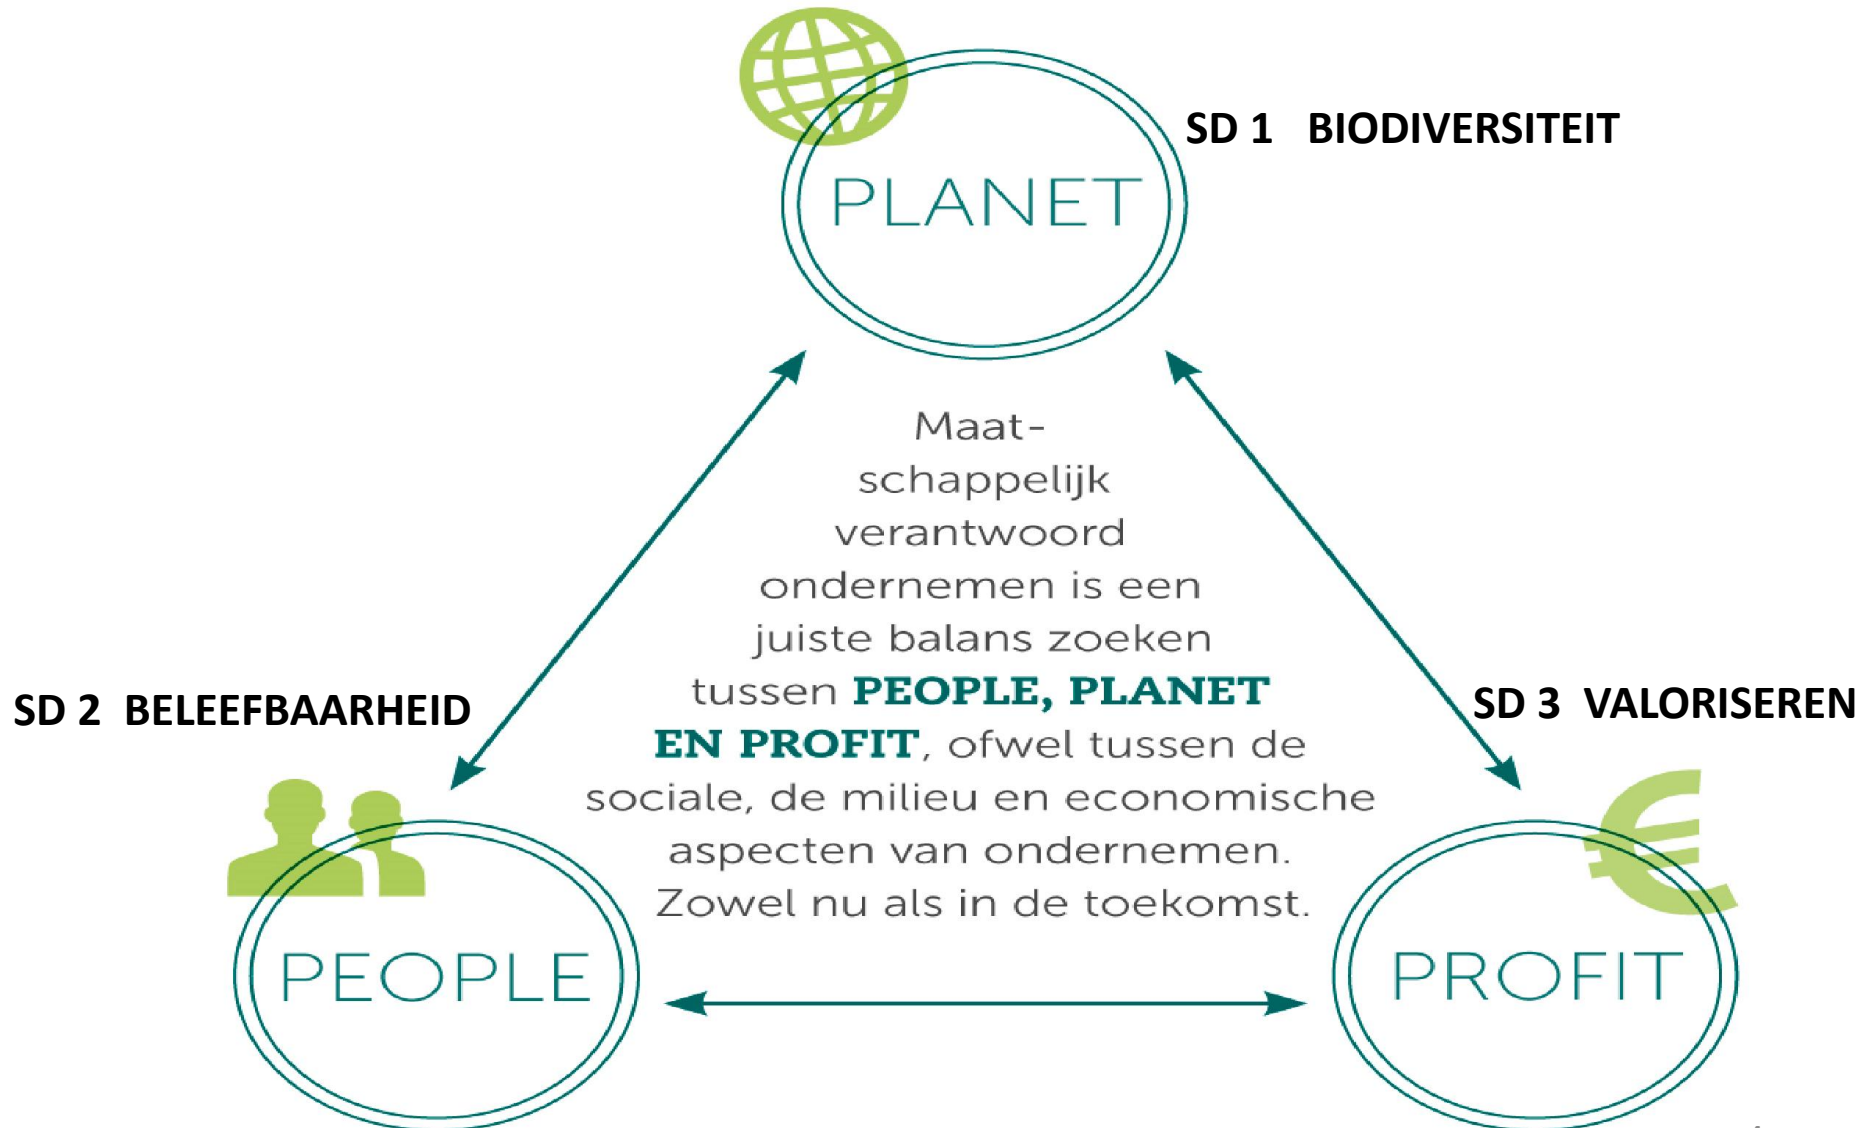 PLANET
SD 1 BIODIVERSITEIT
Maat-
schappelijk
verantwoord
ondernemen is een
juiste balans zoeken
tussen PEOPLE, PLANET
EN PROFIT, ofwel tussen de
sociale, de milieu en economische
aspecten van ondernemen.
Zowel nu als in de toekomst.
SD 2 BELEEFBAARHEID
PEOPLE
SD 3 VALORISEREN
€
PROFIT